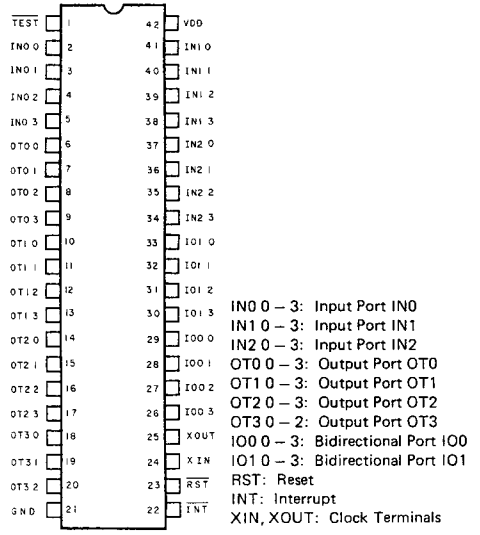 TEST 1 42 VDD
IN0 0 2 41 IN1 0
IN0 1 3 40 IN1 1
IN0 2 4 39 IN1 2
IN0 3 5 38 IN1 3
OT0 0 6 37 IN2 0
OT0 1 7 36 IN2 1
OT0 2 8 35 IN2 2
OT0 3 9 34 IN2 3
OT1 0 10 33 IO1 0
OT1 1 11 32 IO1 1
OT1 2 12 31 IO1 2
OT1 3 13 30 IO1 3
OT2 0 14 29 IO0 0
OT2 1 15 28 IO0 1
OT2 2 16 27 IO0 2
OT2 3 17 26 IO0 3
OT3 0 18 25 XOUT
OT3 1 19 24 XIN
OT3 2 20 23 RST
GND 21 22 INT
IN0 0 – 3: Input Port IN0
IN1 0 – 3: Input Port IN1
IN2 0 – 3: Input Port IN2
OT0 0 – 3: Output Port OT0
OT1 0 – 3: Output Port OT1
OT2 0 – 3: Output Port OT2
OT3 0 – 2: Output Port OT3
IO0 0 – 3: Bidirectional Port IO0
IO1 0 – 3: Bidirectional Port IO1
RST: Reset
INT: Interrupt
XIN, XOUT: Clock Terminals